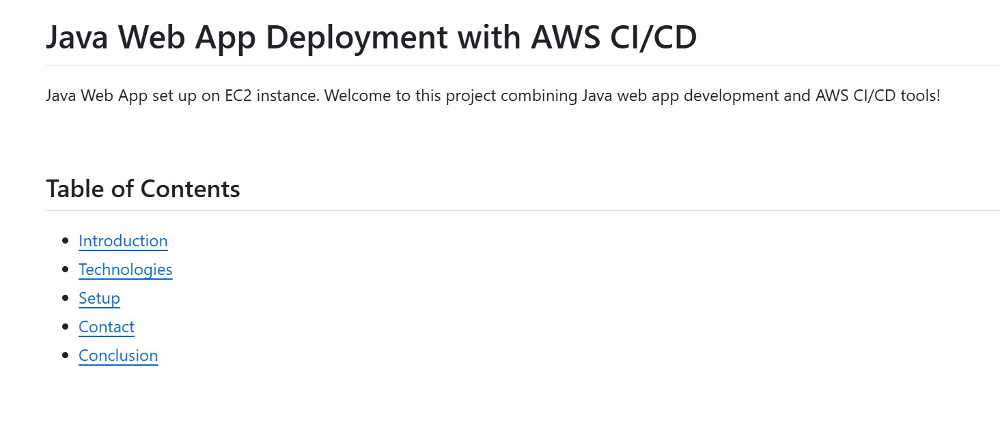 Java Web App Deployment with AWS CI/CD
Java Web App set up on EC2 instance. Welcome to this project combining Java web app development and AWS CI/CD tools!
Table of Contents
Introduction
Technologies
Setup
Contact
Conclusion